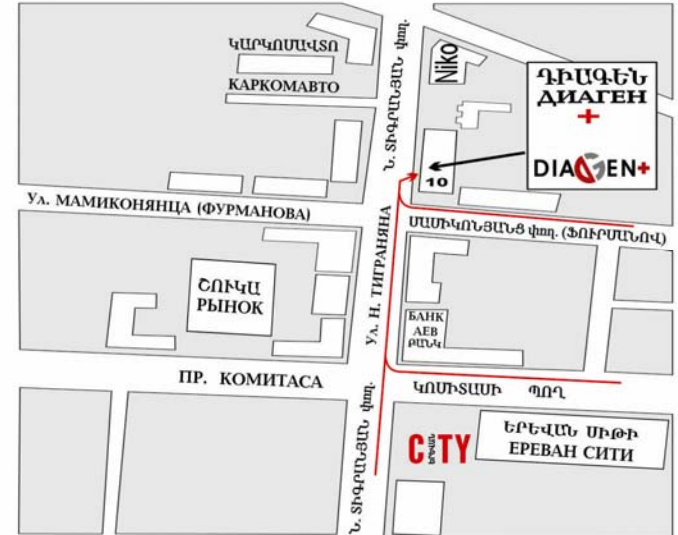 ԿԱՐԿՈՄԱՎՏՈ
КАРКОМАВТО
Ն. ՏԻԳՐԱՆՅԱՆ փող.
Niko
10
ԴԻԱԳԵՆ
ДИАГЕН
+
DIAGEN+
Ул. МАМИКОНЯНЦА (ФУРМАНОВА)
ՄԱՄԻԿՈՆՅԱՆՑ փող. (ՖՈՒՐՄԱՆՈՎ)
ՇՈՒԿԱ
РЫНОК
Ул. Н. ТИГРАНЯНА
БАНК
АЕВ
ԲԱՆԿ
ПР. КОМИТАСА
ԿՈՄԻՏԱՍԻ ՊՈՂ
Ն. ՏԻԳՐԱՆՅԱՆ փող.
CITY
ԵՐԵՎԱՆ ՍԻԹԻ
ЕРЕВАН СИТИ